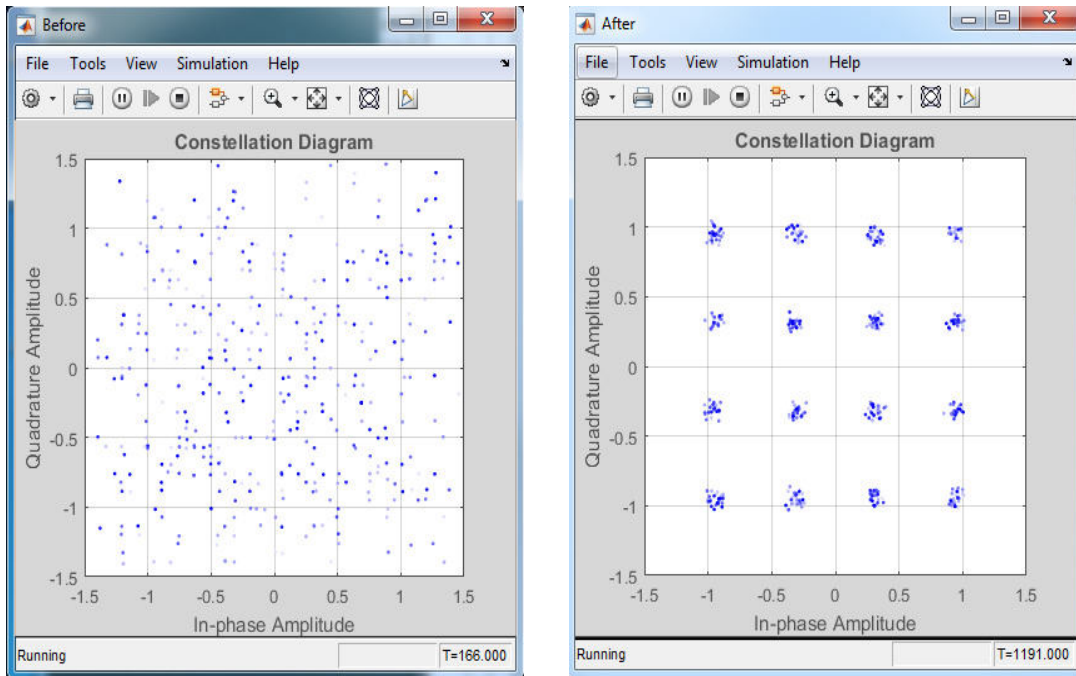 Before
File Tools View Simulation Help
Constellation Diagram
1.5
1
0.5
0
-0.5
-1
-1.5
Quadrature Amplitude
-1.5 -1 -0.5 0 0.5 1 1.5
In-phase Amplitude
Running T=166.000
After
File Tools View Simulation Help
Constellation Diagram
1.5
1
0.5
0
-0.5
-1
-1.5
Quadrature Amplitude
-1.5 -1 -0.5 0 0.5 1 1.5
In-phase Amplitude
Running T=1191.000